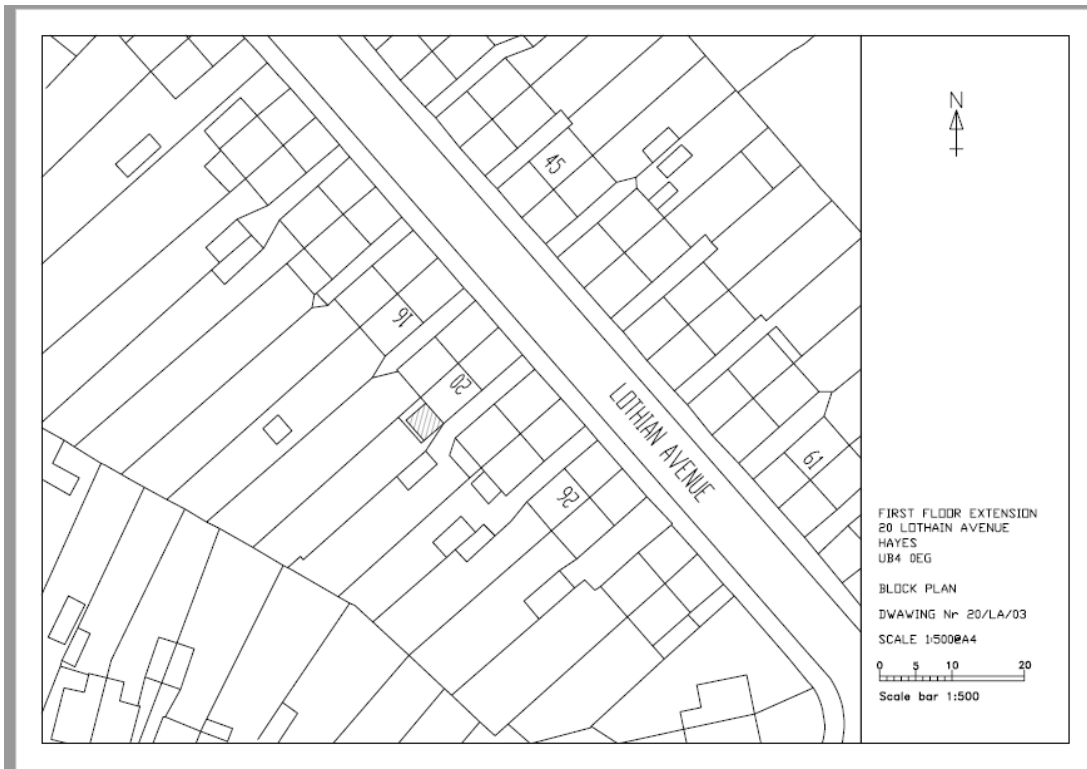 N
45
16
20
LOTHIAN AVENUE
26
61
FIRST FLOOR EXTENSION
20 LOTHAIN AVENUE
HAYES
UB4 0EG
BLOCK PLAN
DWAWING Nr 20/LA/03
SCALE 1:500@A4
0 5 10 20
Scale bar 1:500